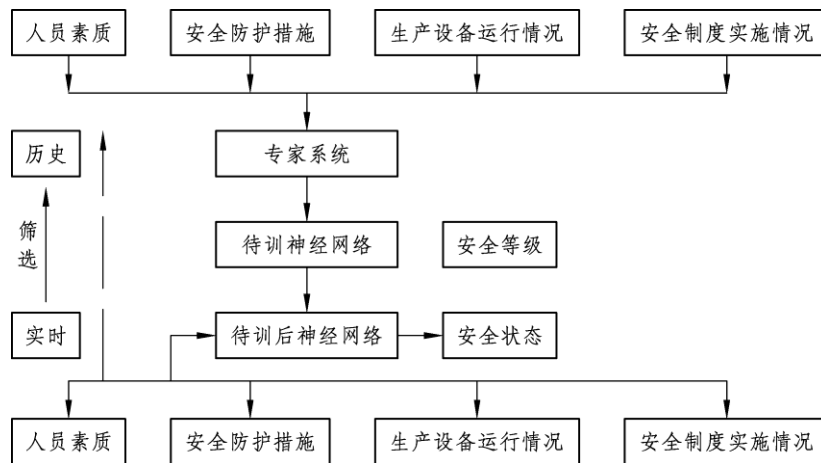 人员素质
安全防护措施
生产设备运行情况
安全制度实施情况
历史
专家系统
筛选
待训神经网络
安全等级
实时
待训后神经网络
安全状态
人员素质
安全防护措施
生产设备运行情况
安全制度实施情况